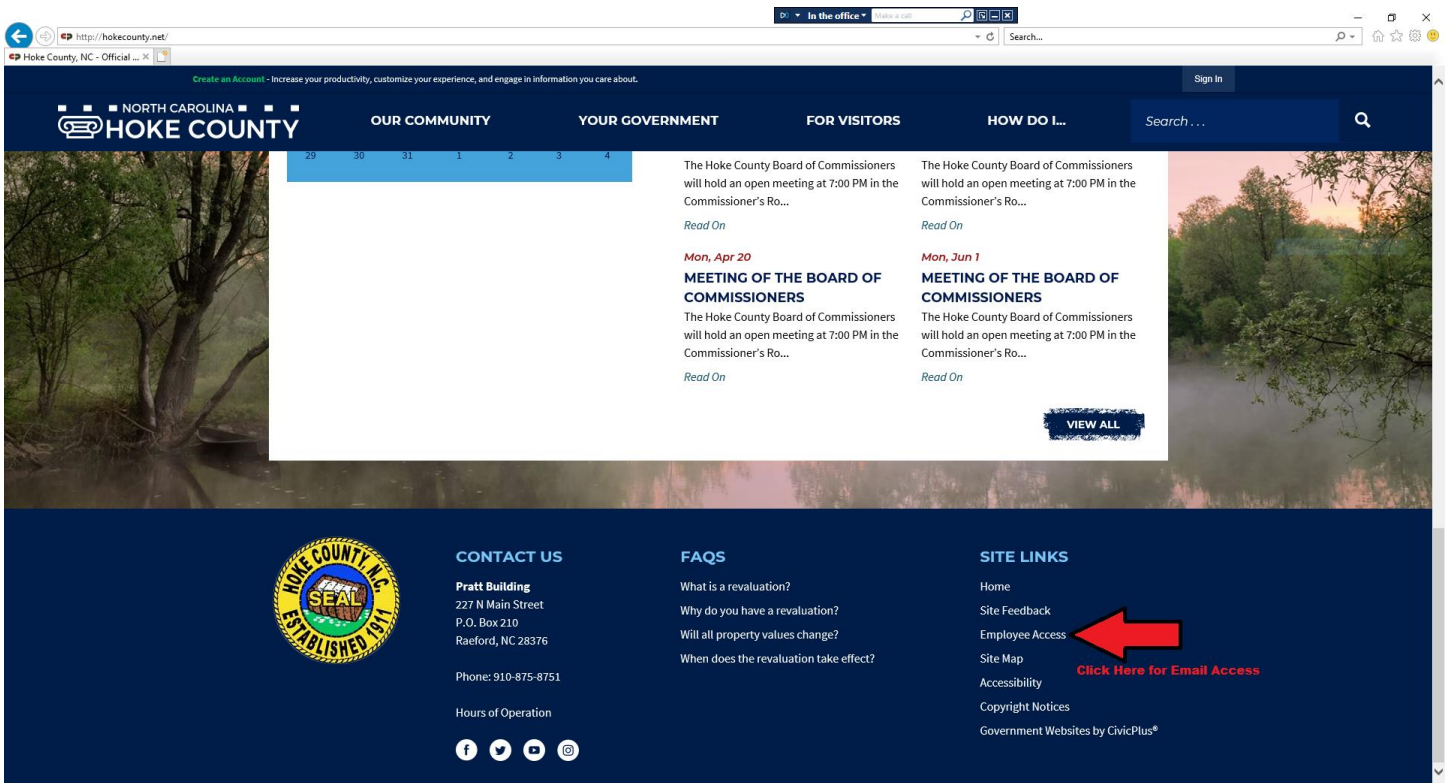 In the office Make a call
http://hokecounty.net/ Search...
Hoke County, NC - Official ...
Create an Account - Increase your productivity, customize your experience, and engage in information you care about. Sign In
NORTH CAROLINA
HOKE COUNTY
OUR COMMUNITY YOUR GOVERNMENT FOR VISITORS HOW DO I... Search . . .
29 30 31 1 2 3 4
The Hoke County Board of Commissioners
will hold an open meeting at 7:00 PM in the
Commissioner's Ro...
Read On
The Hoke County Board of Commissioners
will hold an open meeting at 7:00 PM in the
Commissioner's Ro...
Read On
Mon, Apr 20
MEETING OF THE BOARD OF
COMMISSIONERS
The Hoke County Board of Commissioners
will hold an open meeting at 7:00 PM in the
Commissioner's Ro...
Read On
Mon, Jun 1
MEETING OF THE BOARD OF
COMMISSIONERS
The Hoke County Board of Commissioners
will hold an open meeting at 7:00 PM in the
Commissioner's Ro...
Read On
VIEW ALL
HOKE COUNTY, N.C.
SEAL
ESTABLISHED 1911
CONTACT US
Pratt Building
227 N Main Street
P.O. Box 210
Raeford, NC 28376
Phone: 910-875-8751
Hours of Operation
FAQS
What is a revaluation?
Why do you have a revaluation?
Will all property values change?
When does the revaluation take effect?
SITE LINKS
Home
Site Feedback
Employee Access
Site Map
Click Here for Email Access
Accessibility
Copyright Notices
Government Websites by CivicPlus®